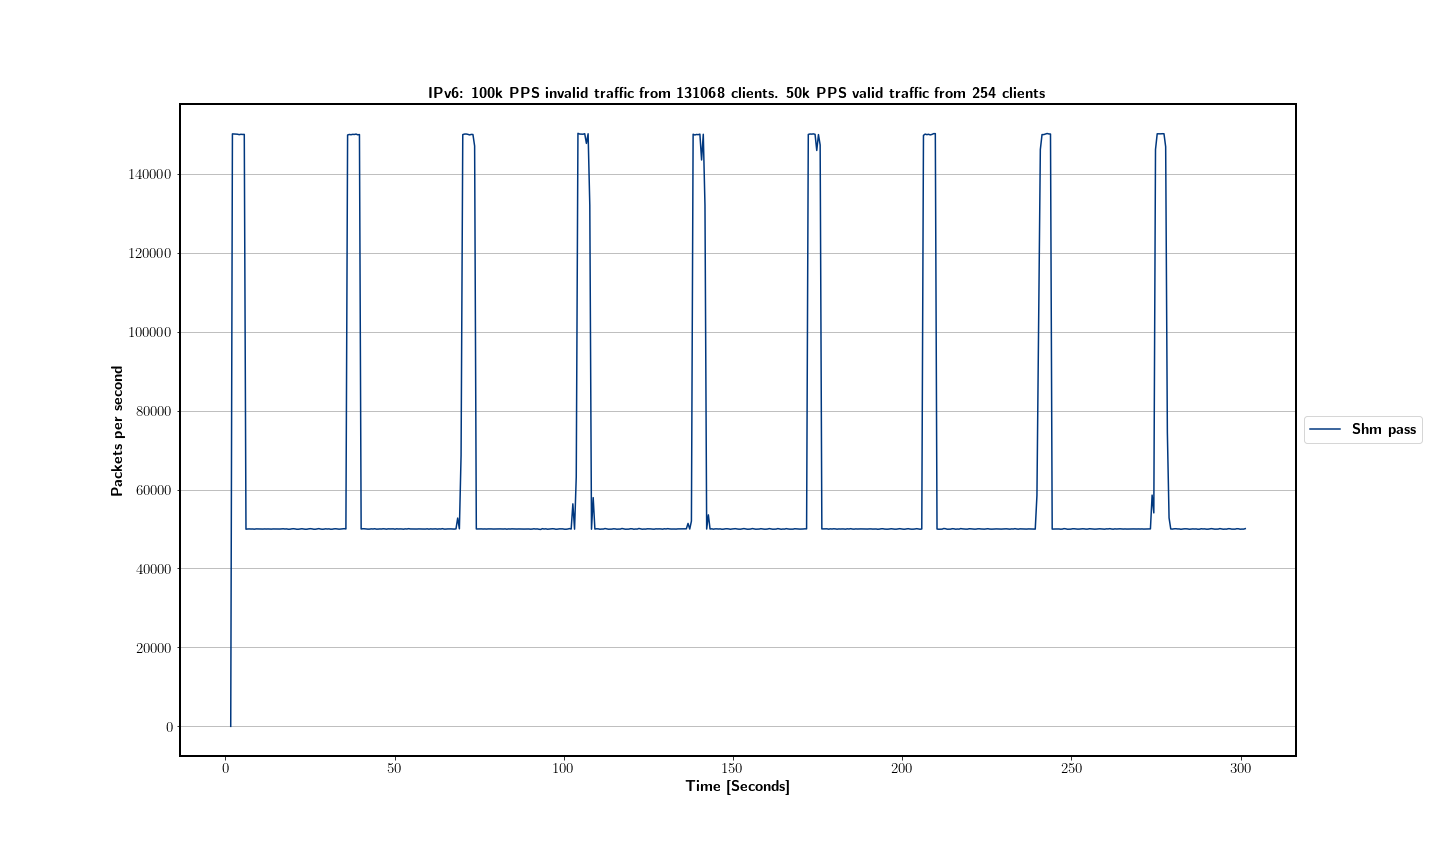 IPv6: 100k PPS invalid traffic from 131068 clients. 50k PPS valid traffic from 254 clients
Packets per second
140000
120000
100000
80000
60000
40000
20000
0
0 50 100 150 200 250 300
Time [Seconds]
Shm pass